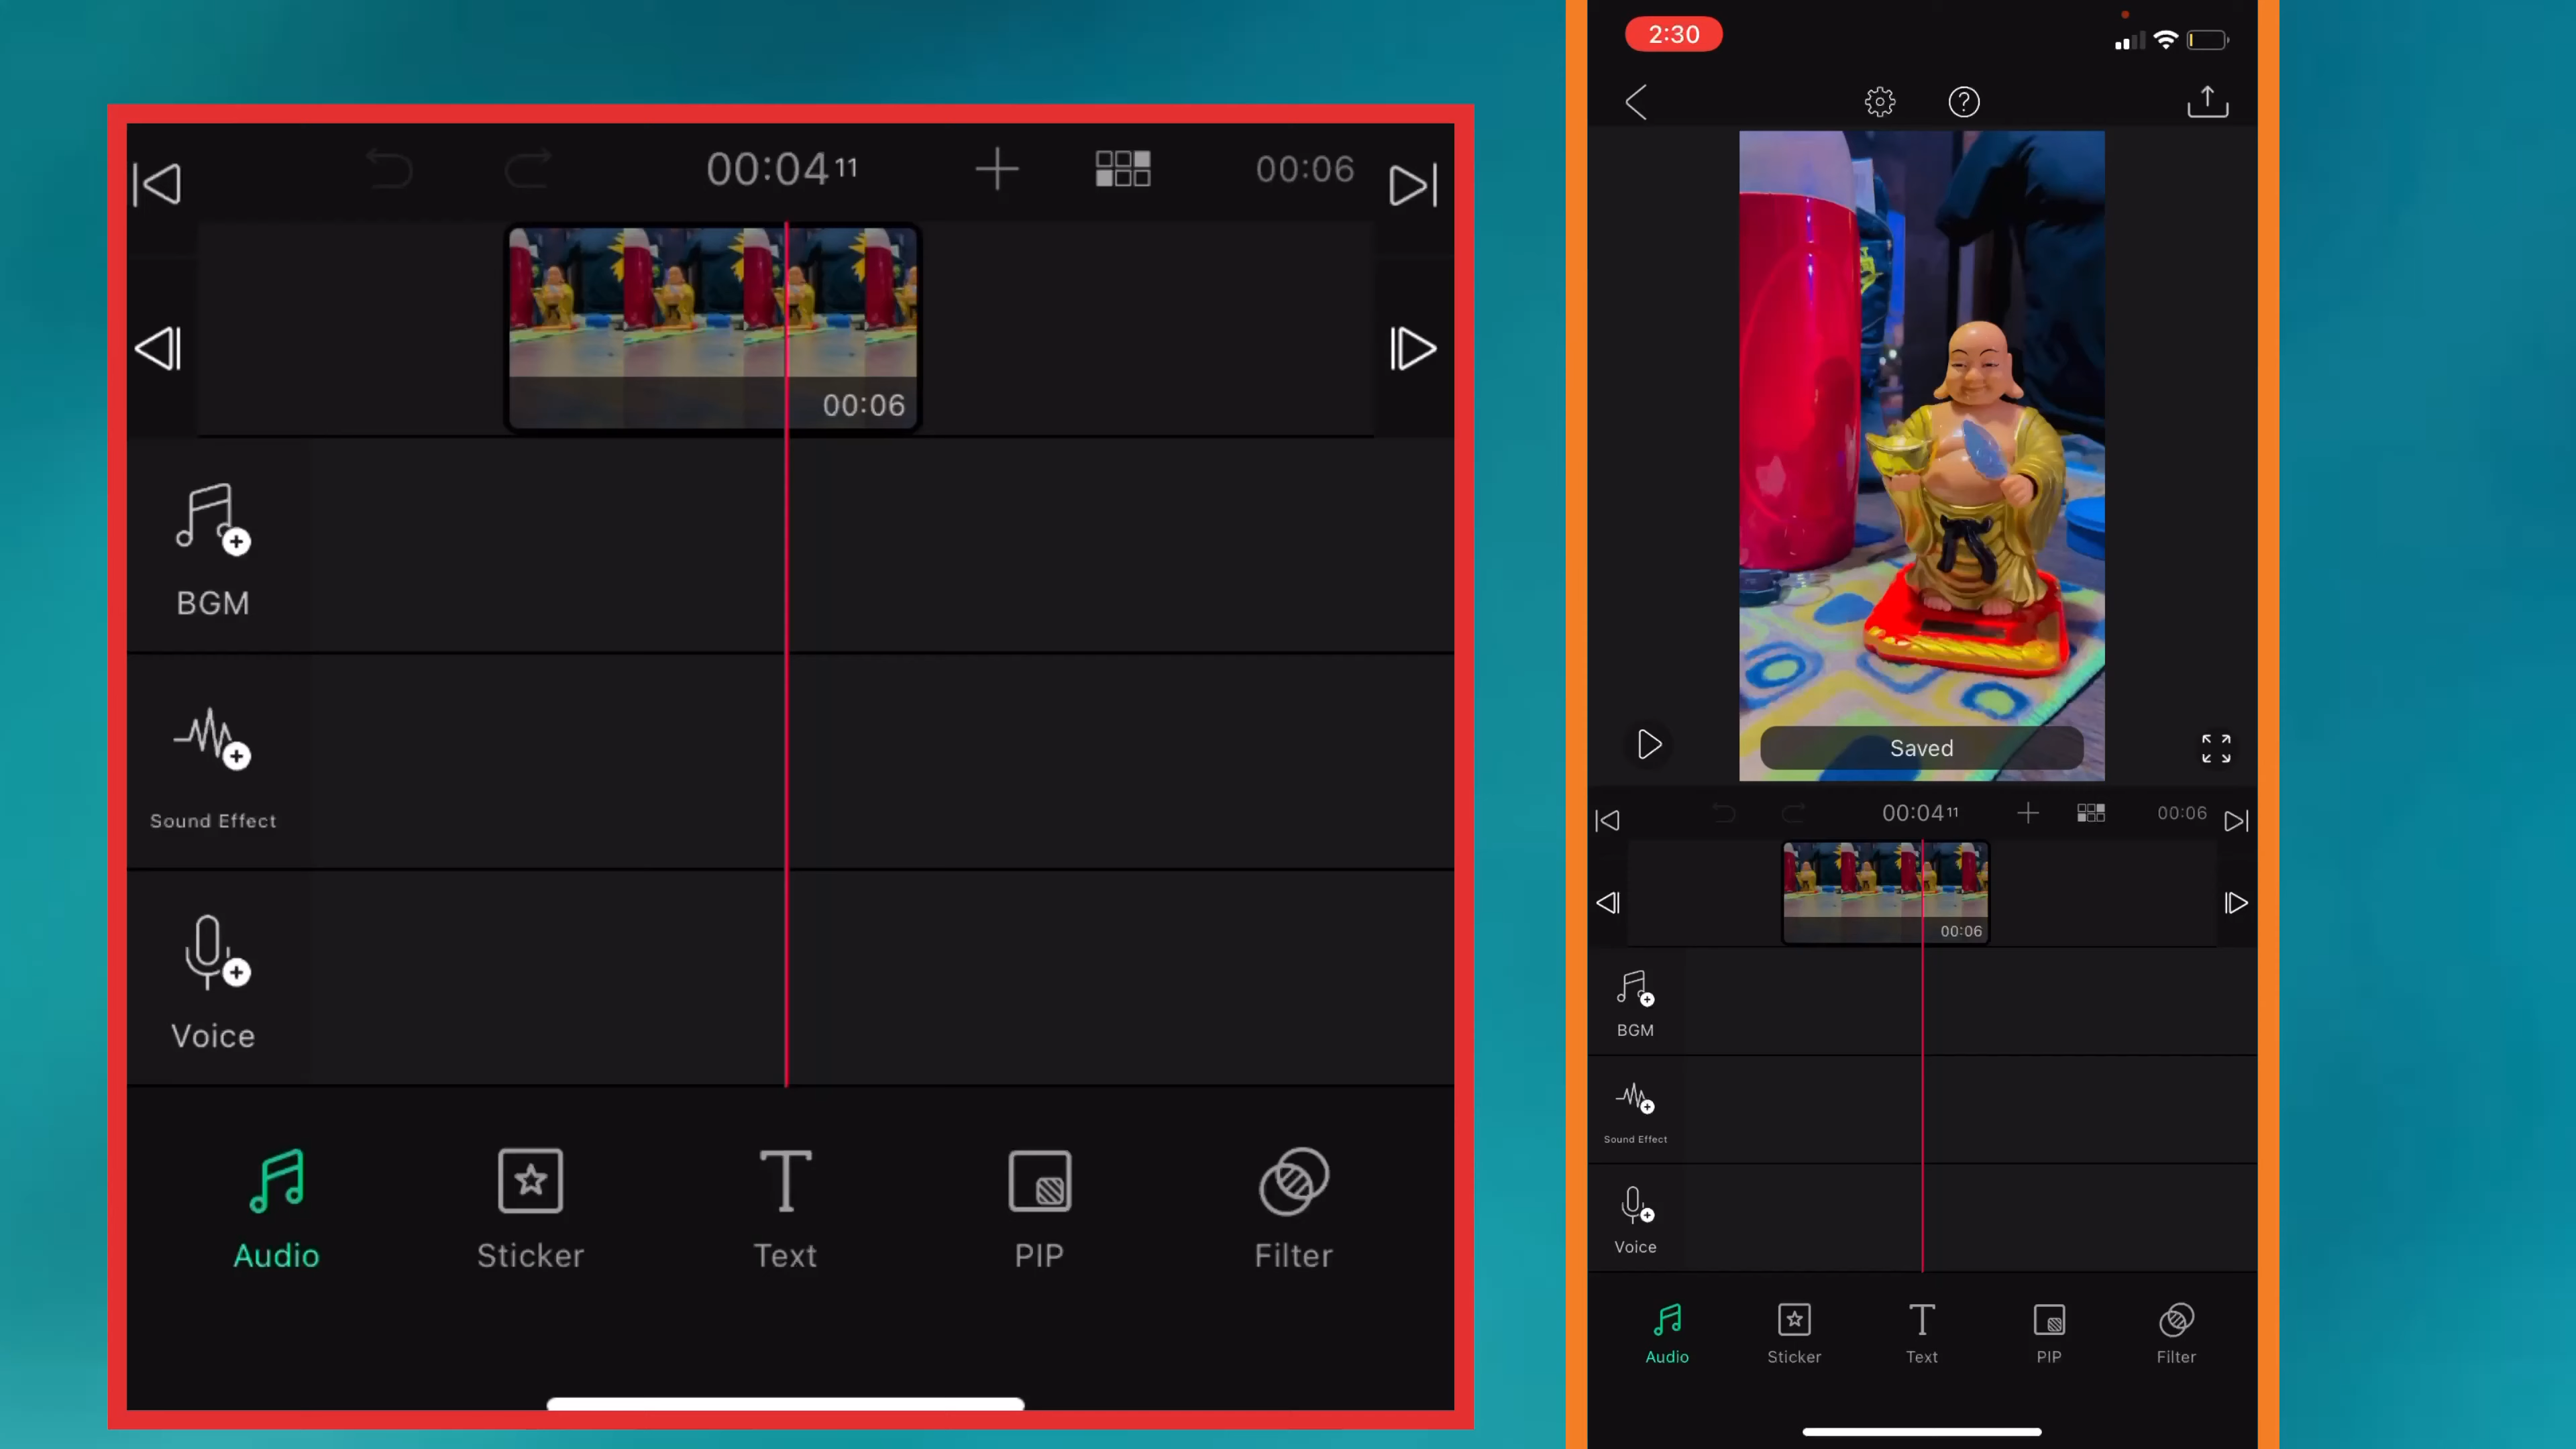 00:04 11
00:06
00:06
BGM
Sound Effect
Voice
Audio
Sticker
Text
PIP
Filter
2:30
Saved
00:04 11
00:06
00:06
BGM
Sound Effect
Voice
Audio
Sticker
Text
PIP
Filter